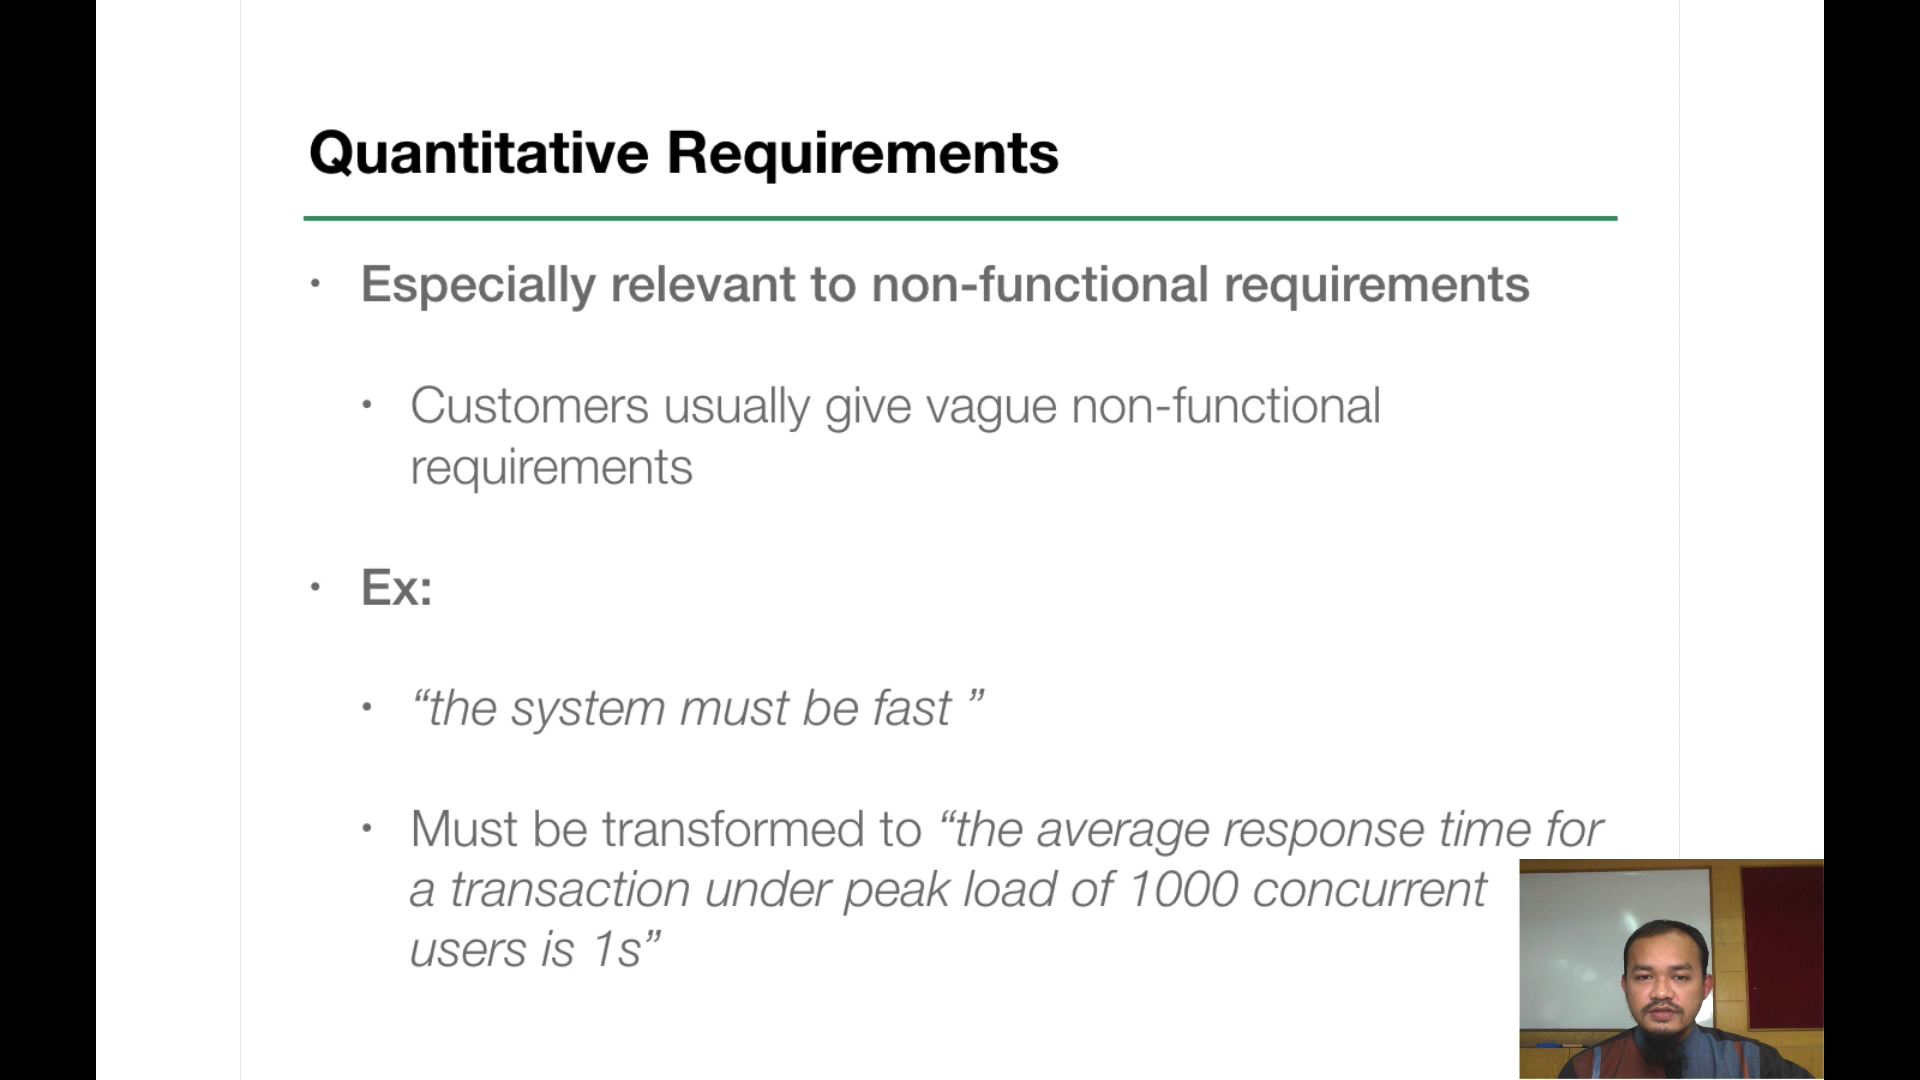 Quantitative Requirements
• Especially relevant to non-functional requirements
• Customers usually give vague non-functional
requirements
• Ex:
• “the system must be fast ”
• Must be transformed to “the average response time for
a transaction under peak load of 1000 concurrent
users is 1s”